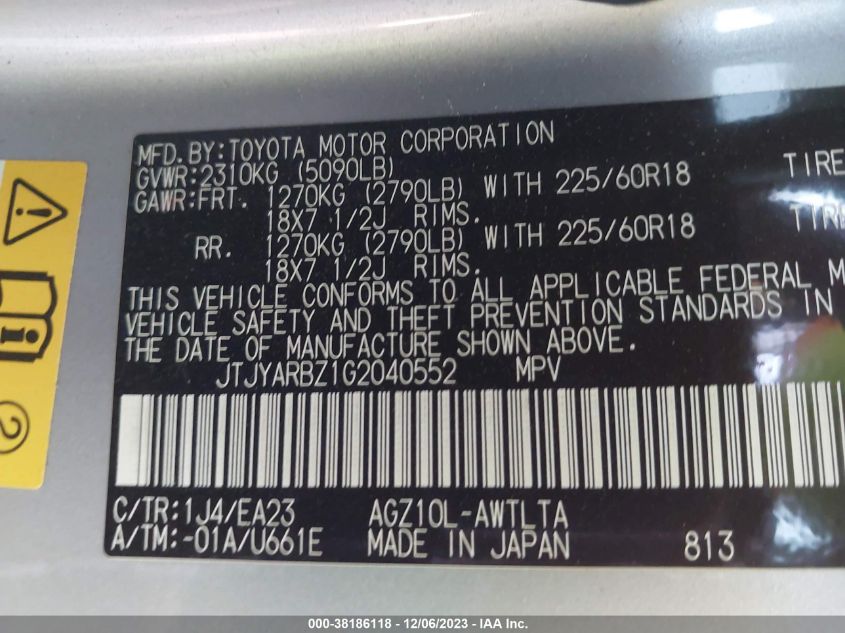 MFD.BY:TOYOTA MOTOR CORPORATION
GVWR:2310KG (5090LB)
GAWR:FRT. 1270KG (2790LB) WITH 225/60R18 TIRE
18X7 1/2J RIMS.
RR. 1270KG (2790LB) WITH 225/60R18 TIRE
18X7 1/2J RIMS.
THIS VEHICLE CONFORMS TO ALL APPLICABLE FEDERAL M
VEHICLE SAFETY AND THEFT PREVENTION STANDARDS IN
THE DATE OF MANUFACTURE SHOWN ABOVE.
JTJYARBZ1G2040552 MPV
C/TR:1J4/EA23 AGZ10L-AWTLTA
A/TM:-01A/U661E MADE IN JAPAN 813
2
000-38186118 - 12/06/2023 - IAA Inc.